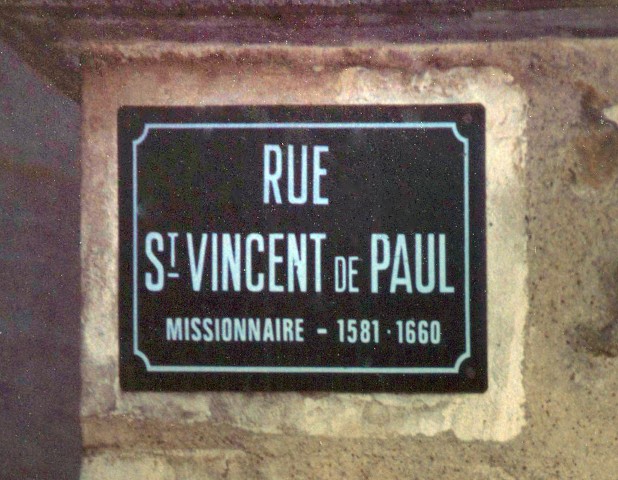 RUE
ST VINCENT DE PAUL
MISSIONNAIRE - 1581 · 1660